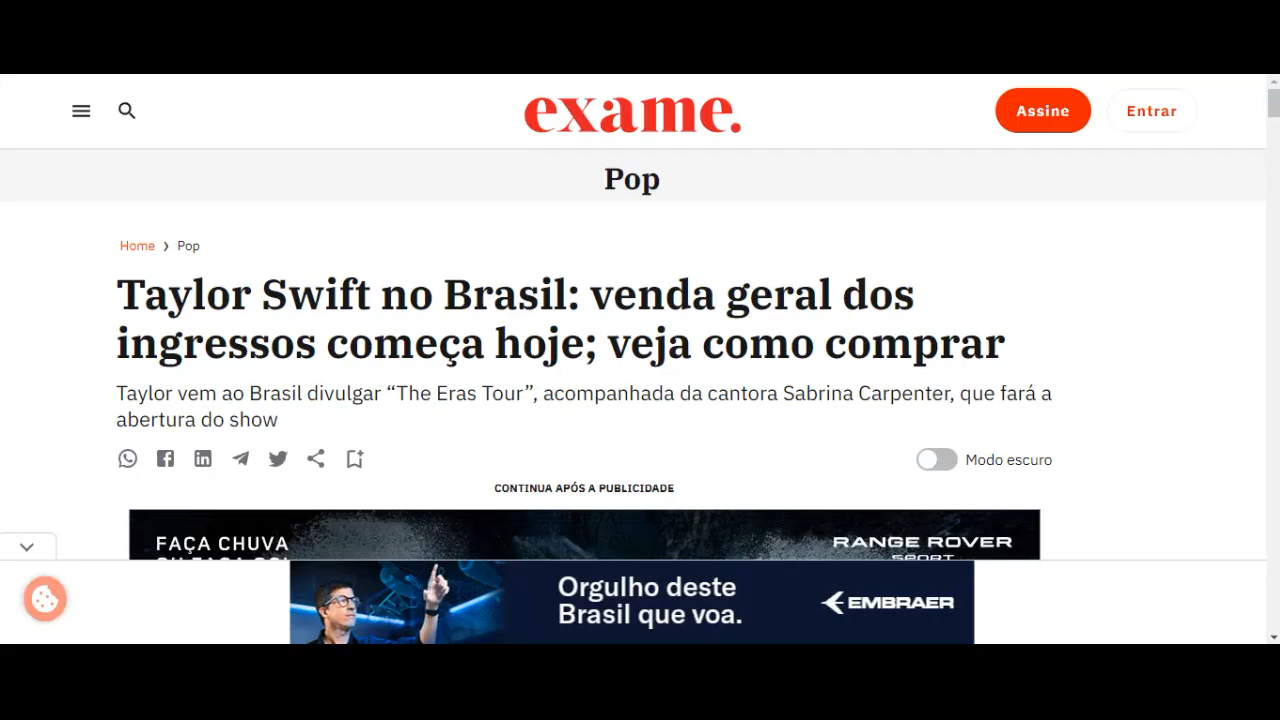 exame.
Assine
Entrar
Pop
Home > Pop
Taylor Swift no Brasil: venda geral dos
ingressos começa hoje; veja como comprar
Taylor vem ao Brasil divulgar “The Eras Tour”, acompanhada da cantora Sabrina Carpenter, que fará a
abertura do show
Modo escuro
CONTINUA APÓS A PUBLICIDADE
FAÇA CHUVA
RANGE ROVER
SPORT
Orgulho deste
Brasil que voa.
EMBRAER